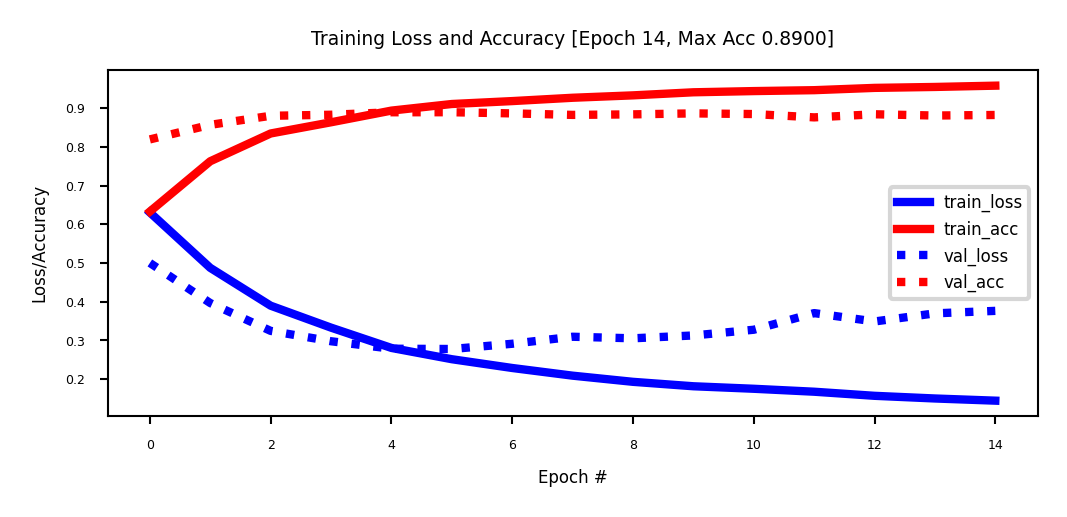 Training Loss and Accuracy [Epoch 14, Max Acc 0.8900]
Loss/Accuracy
0.9
0.8
0.7
0.6
0.5
0.4
0.3
0.2
train_loss
train_acc
val_loss
val_acc
0 2 4 6 8 10 12 14
Epoch #